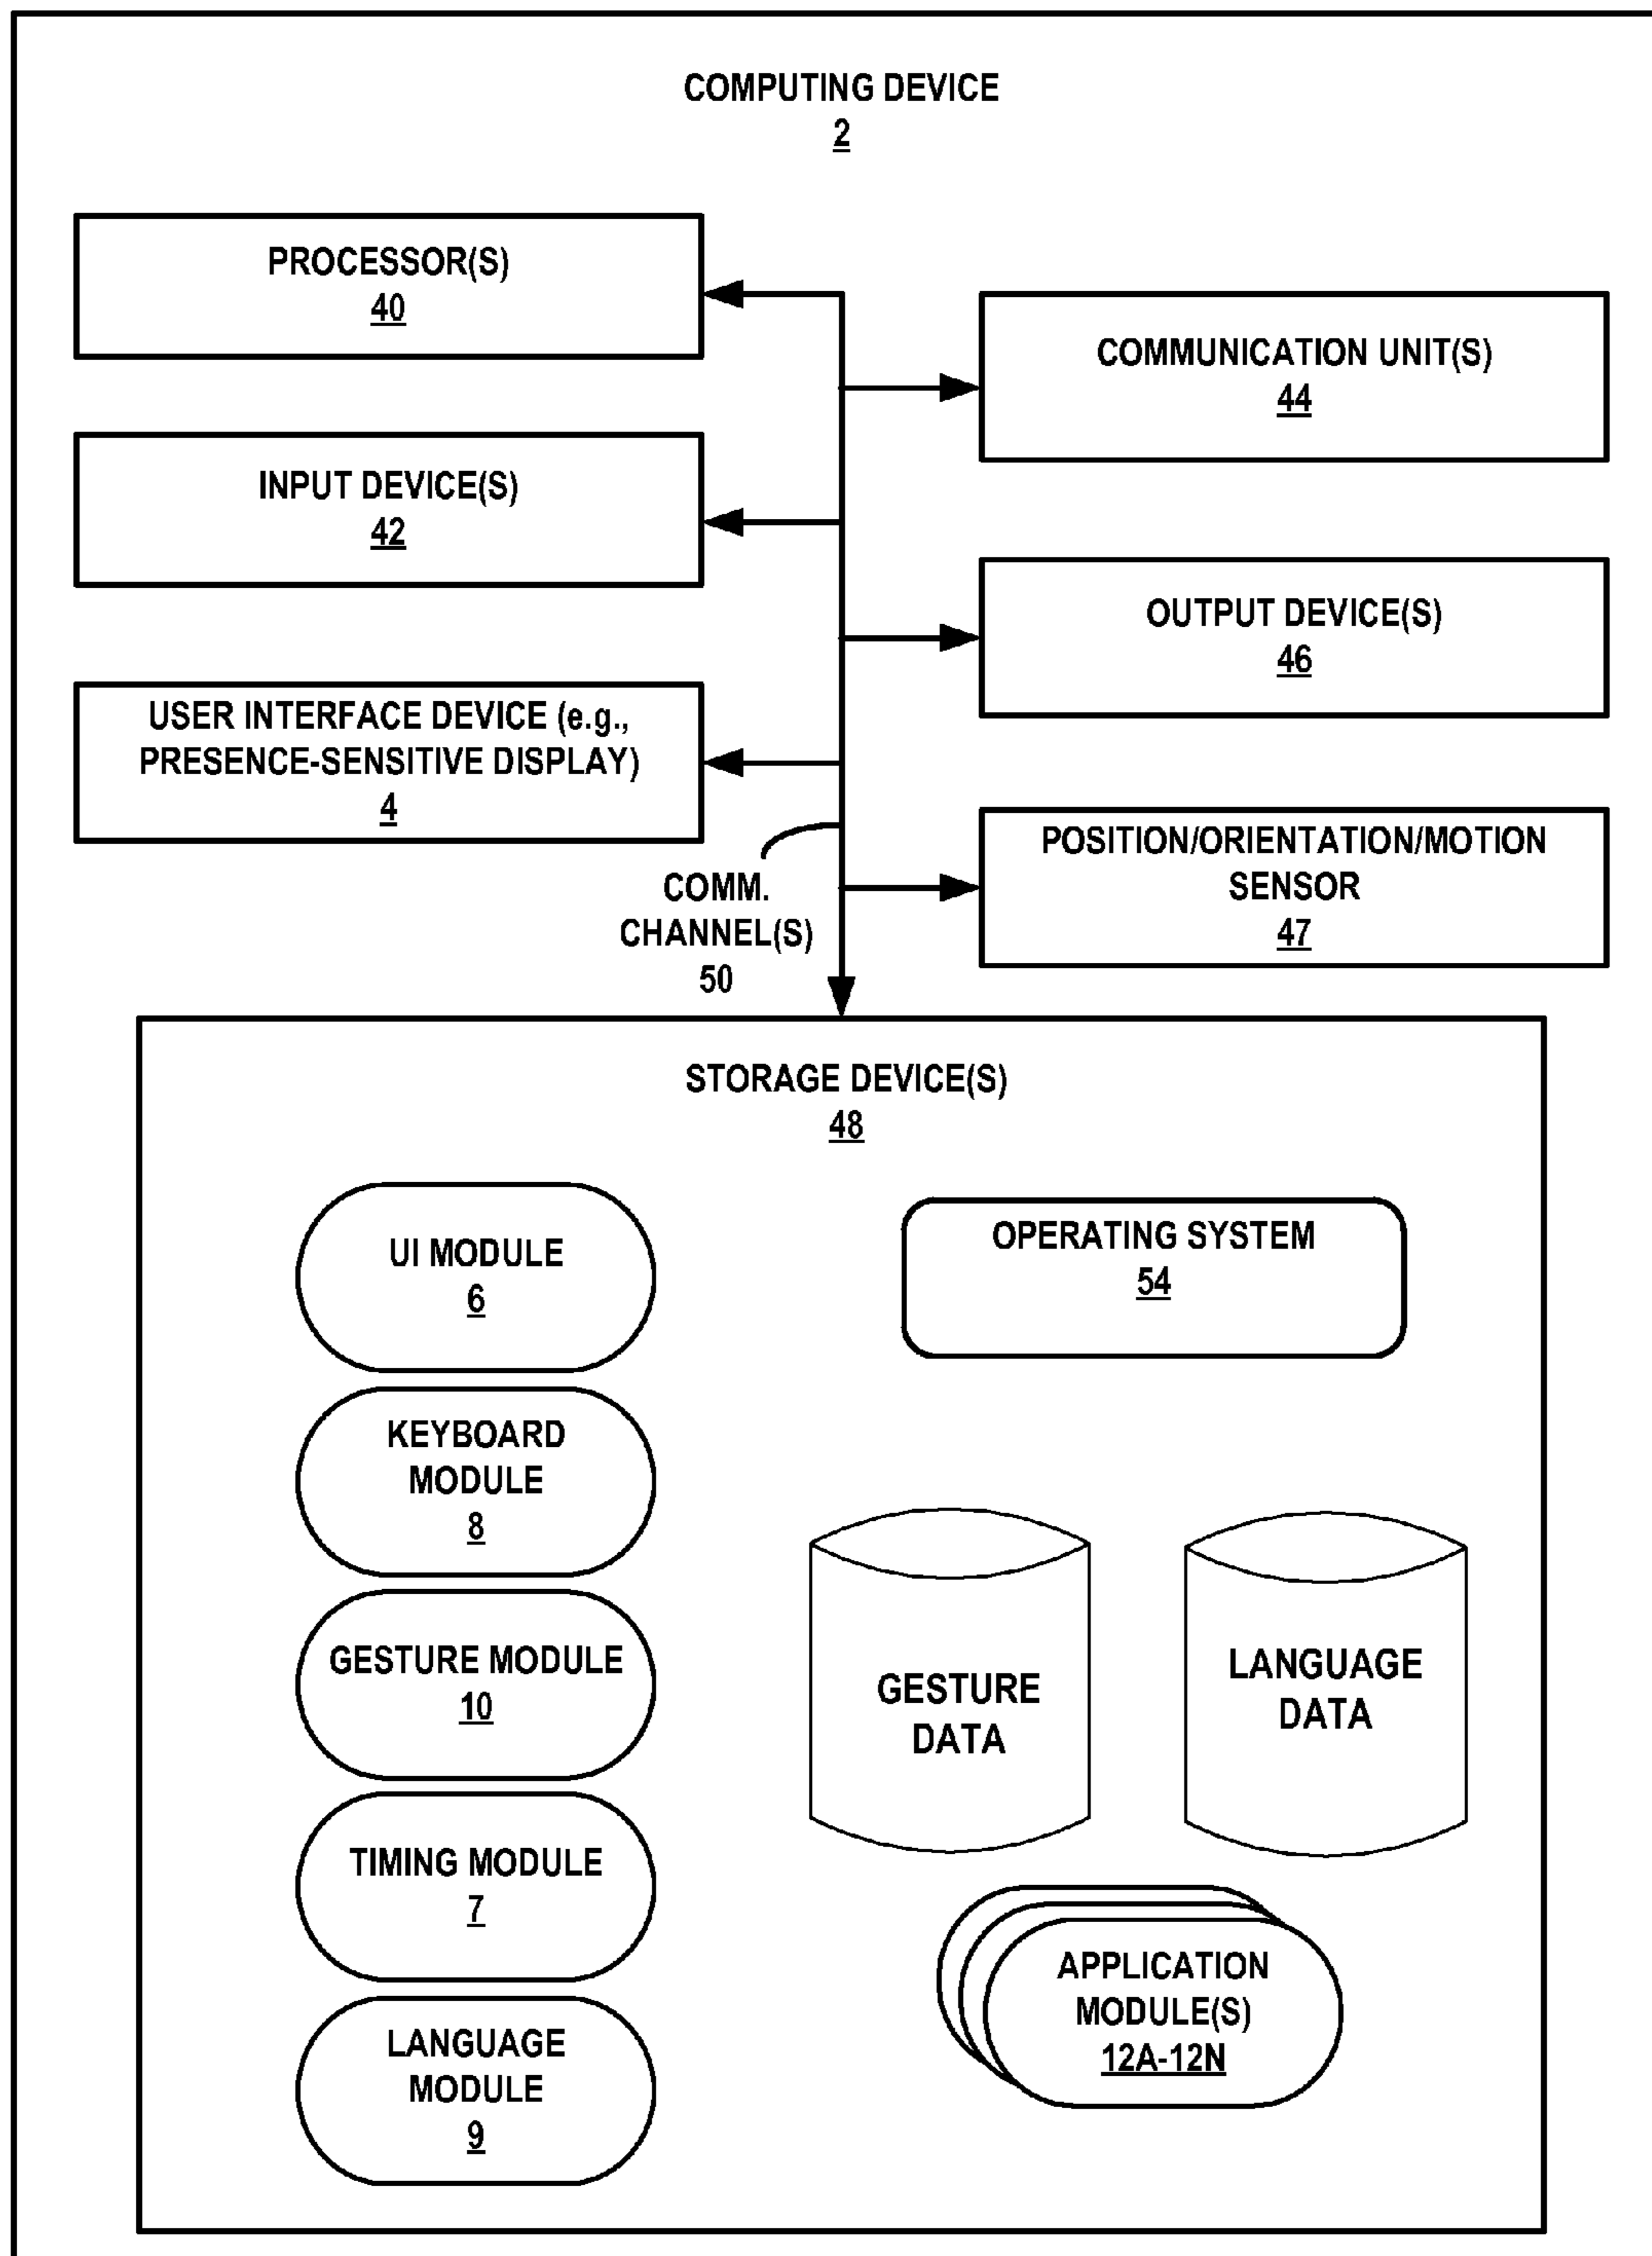 COMPUTING DEVICE
2
PROCESSOR(S)
40
COMMUNICATION UNIT(S)
44
INPUT DEVICE(S)
42
OUTPUT DEVICE(S)
46
USER INTERFACE DEVICE (e.g.,
PRESENCE-SENSITIVE DISPLAY)
4
POSITION/ORIENTATION/MOTION
SENSOR
47
COMM.
CHANNEL(S)
50
STORAGE DEVICE(S)
48
UI MODULE
6
OPERATING SYSTEM
54
KEYBOARD
MODULE
8
GESTURE MODULE
10
GESTURE
DATA
LANGUAGE
DATA
TIMING MODULE
7
APPLICATION
MODULE(S)
12A-12N
LANGUAGE
MODULE
9